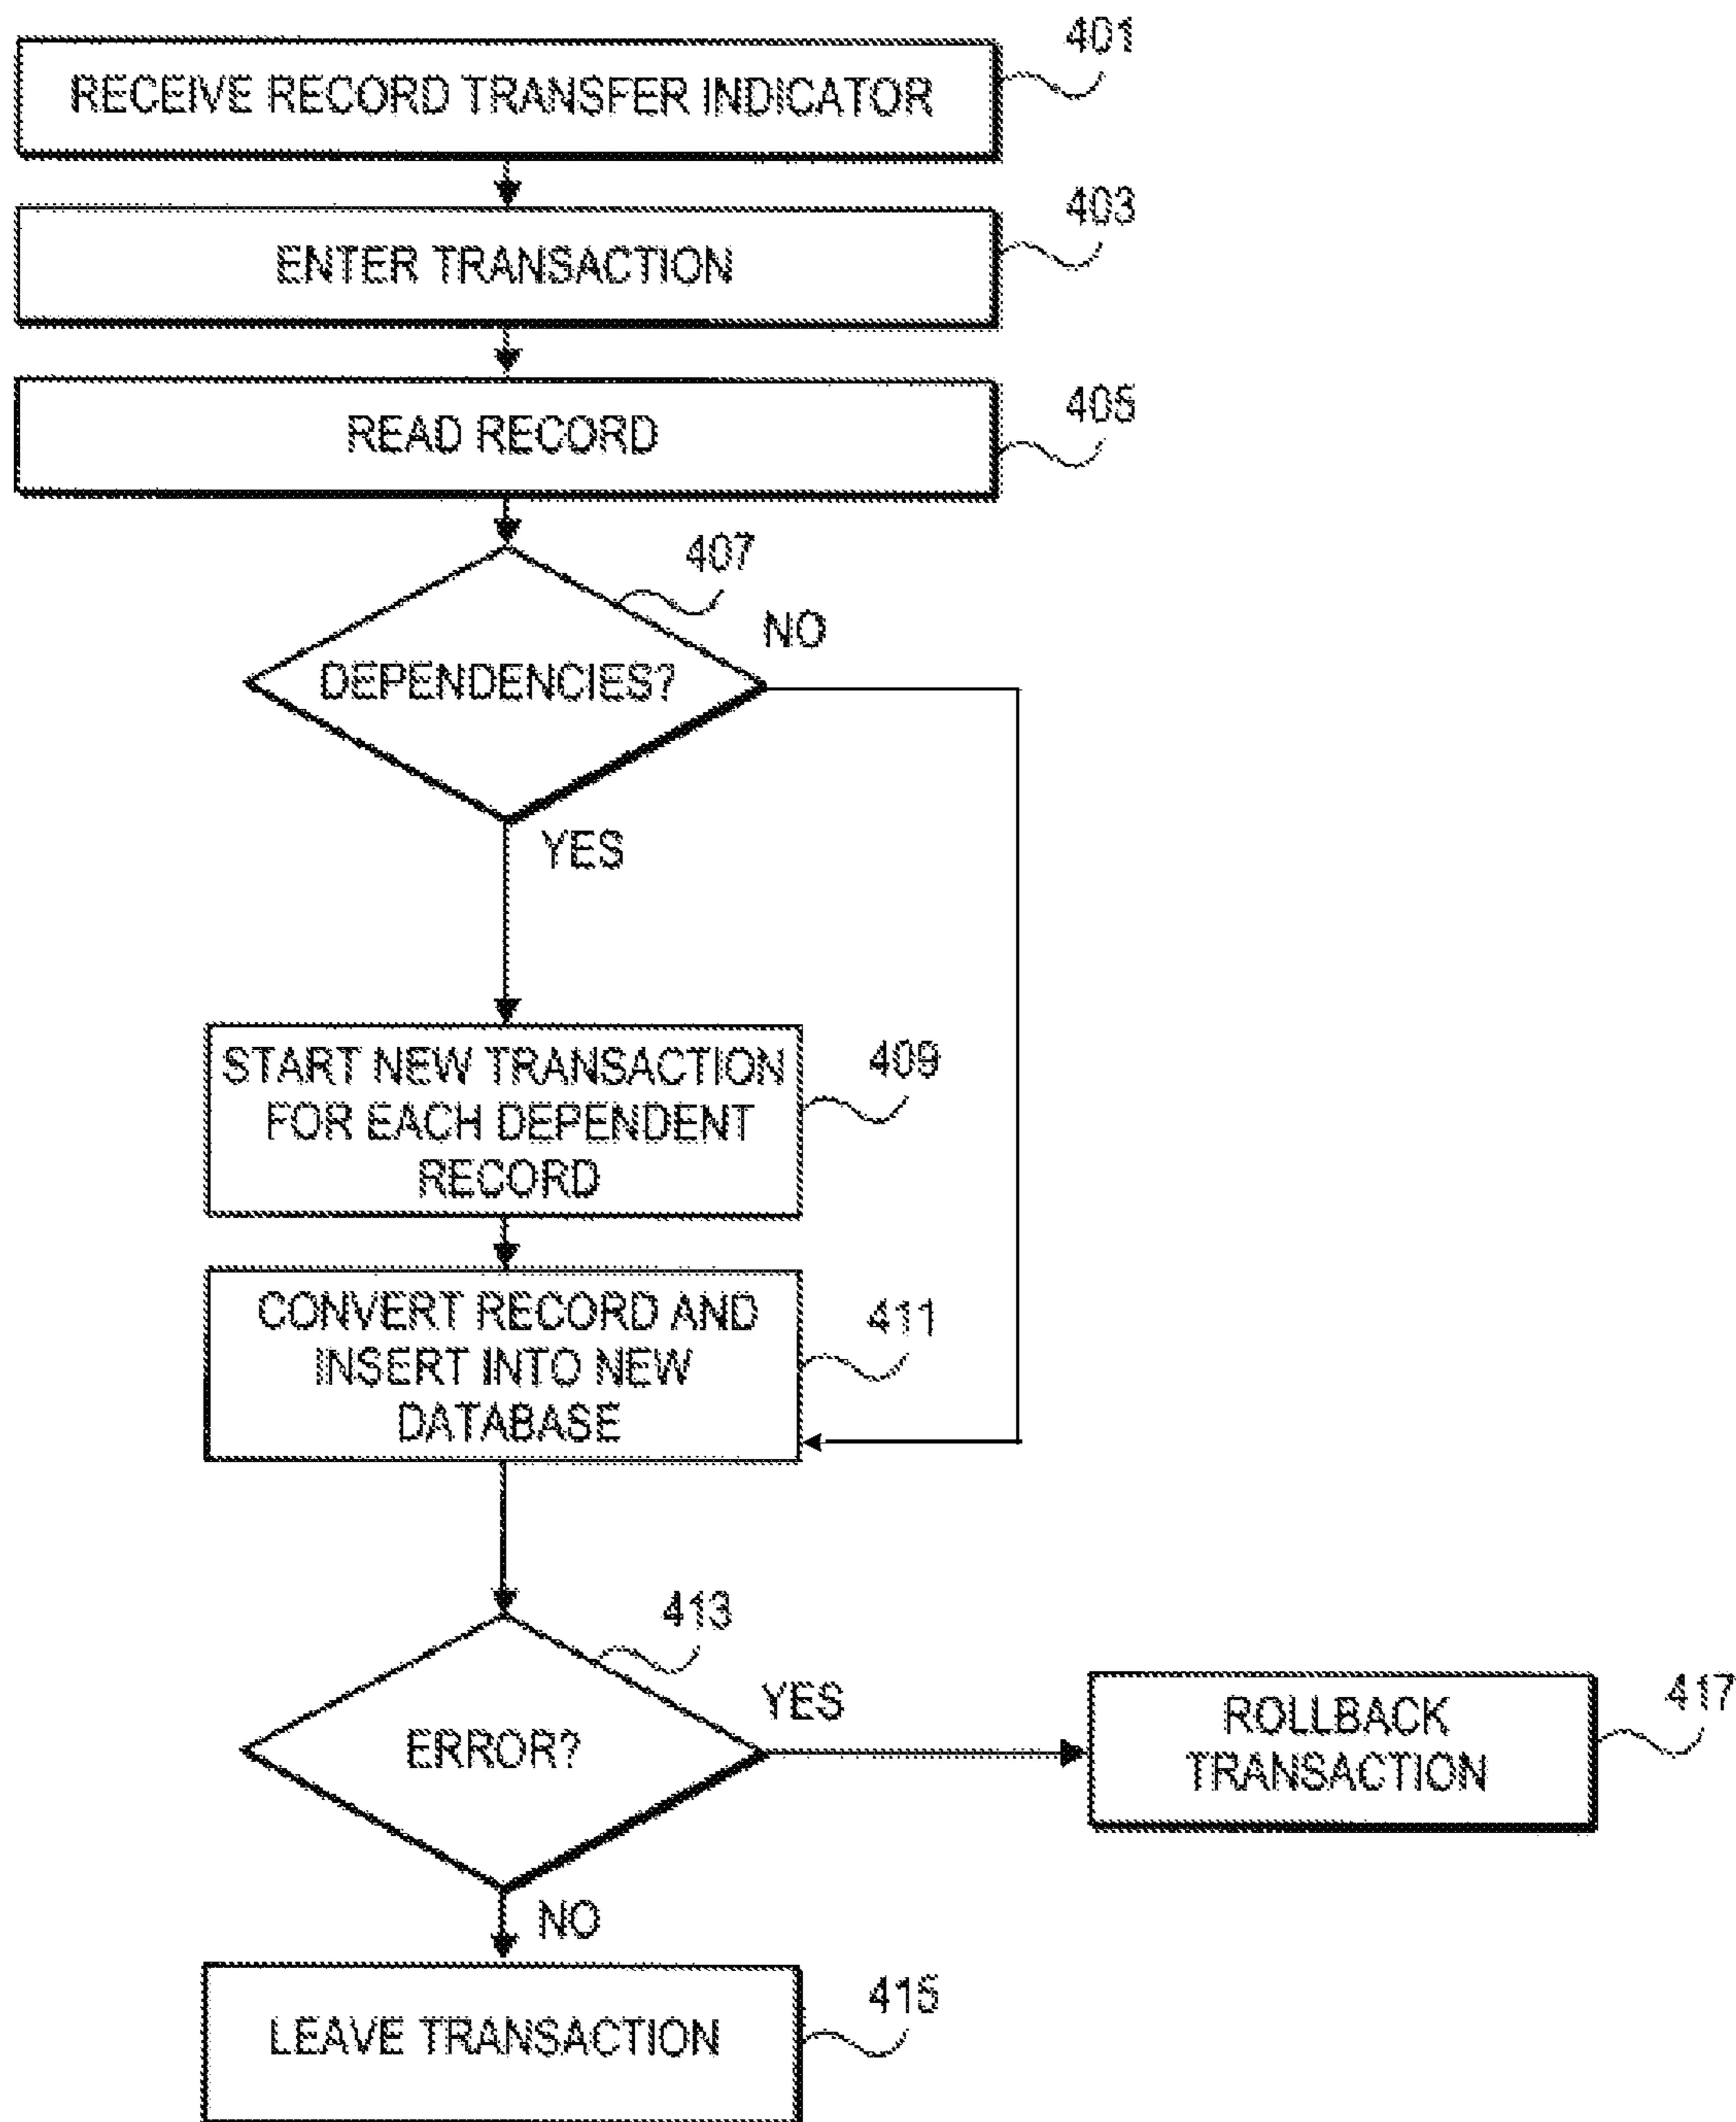 401
RECEIVE RECORD TRANSFER INDICATOR
403
ENTER TRANSACTION
405
READ RECORD
407
NO
DEPENDENCIES?
YES
START NEW TRANSACTION
FOR EACH DEPENDENT
RECORD
409
CONVERT RECORD AND
INSERT INTO NEW
DATABASE
411
413
YES
ERROR?
ROLLBACK
TRANSACTION
417
NO
LEAVE TRANSACTION
415